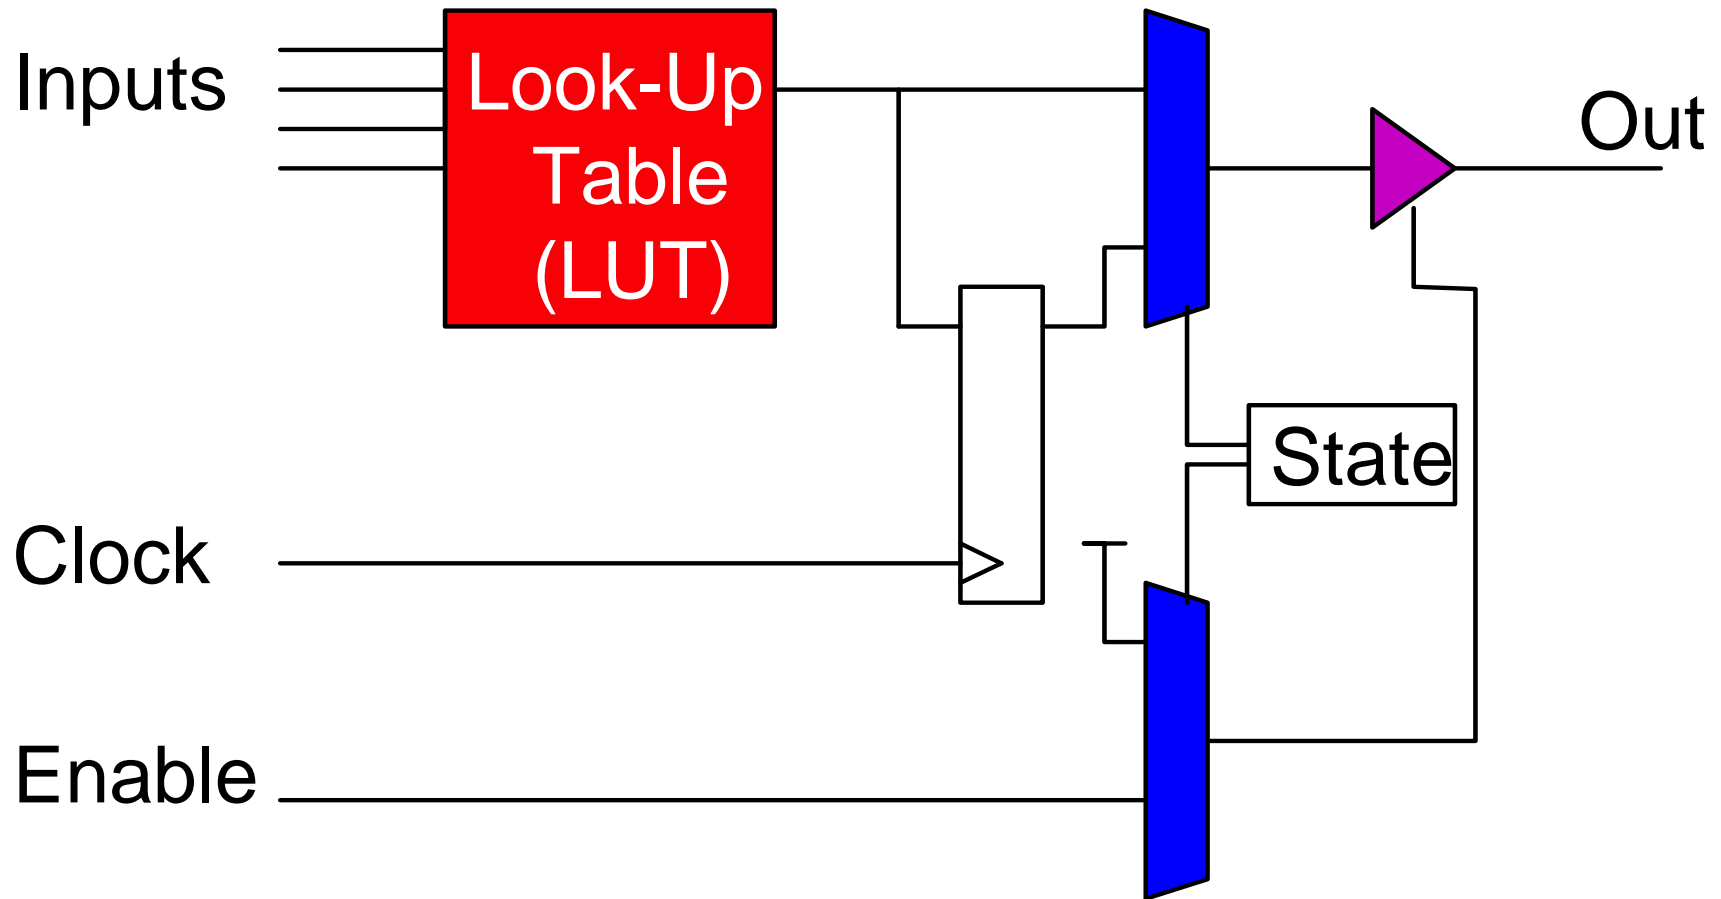 Inputs
Look-Up
Table
(LUT)
Out
State
Clock
Enable